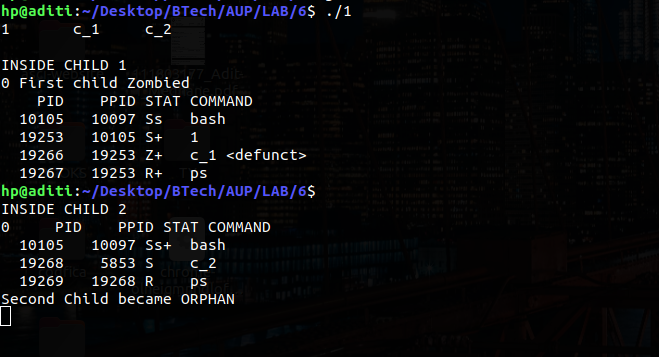 hp@aditi:~/Desktop/BTech/AUP/LAB/6$ ./1
1 c_1 c_2
INSIDE CHILD 1
0 First child Zombied
PID PPID STAT COMMAND
10105 10097 Ss bash
19253 10105 S+ 1
19266 19253 Z+ c_1 <defunct>
19267 19253 R+ ps
hp@aditi:~/Desktop/BTech/AUP/LAB/6$
INSIDE CHILD 2
0 PID PPID STAT COMMAND
10105 10097 Ss+ bash
19268 5853 S c_2
19269 19268 R ps
Second Child became ORPHAN